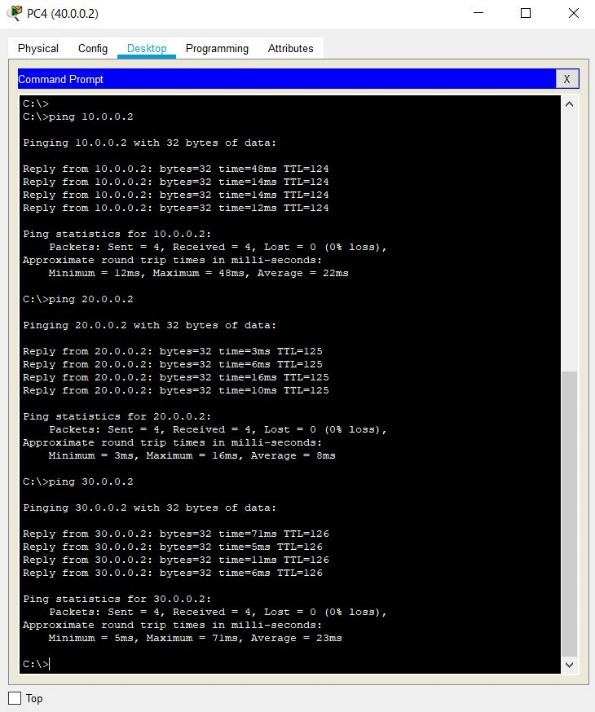 PC4 (40.0.0.2)
Physical Config Desktop Programming Attributes
Command Prompt X
C:\>
C:\>ping 10.0.0.2
Pinging 10.0.0.2 with 32 bytes of data:
Reply from 10.0.0.2: bytes=32 time=48ms TTL=124
Reply from 10.0.0.2: bytes=32 time=14ms TTL=124
Reply from 10.0.0.2: bytes=32 time=14ms TTL=124
Reply from 10.0.0.2: bytes=32 time=12ms TTL=124
Ping statistics for 10.0.0.2:
Packets: Sent = 4, Received = 4, Lost = 0 (0% loss),
Approximate round trip times in milli-seconds:
Minimum = 12ms, Maximum = 48ms, Average = 22ms
C:\>ping 20.0.0.2
Pinging 20.0.0.2 with 32 bytes of data:
Reply from 20.0.0.2: bytes=32 time=3ms TTL=125
Reply from 20.0.0.2: bytes=32 time=6ms TTL=125
Reply from 20.0.0.2: bytes=32 time=16ms TTL=125
Reply from 20.0.0.2: bytes=32 time=10ms TTL=125
Ping statistics for 20.0.0.2:
Packets: Sent = 4, Received = 4, Lost = 0 (0% loss),
Approximate round trip times in milli-seconds:
Minimum = 3ms, Maximum = 16ms, Average = 8ms
C:\>ping 30.0.0.2
Pinging 30.0.0.2 with 32 bytes of data:
Reply from 30.0.0.2: bytes=32 time=71ms TTL=126
Reply from 30.0.0.2: bytes=32 time=5ms TTL=126
Reply from 30.0.0.2: bytes=32 time=11ms TTL=126
Reply from 30.0.0.2: bytes=32 time=6ms TTL=126
Ping statistics for 30.0.0.2:
Packets: Sent = 4, Received = 4, Lost = 0 (0% loss),
Approximate round trip times in milli-seconds:
Minimum = 5ms, Maximum = 71ms, Average = 23ms
C:\>
Top